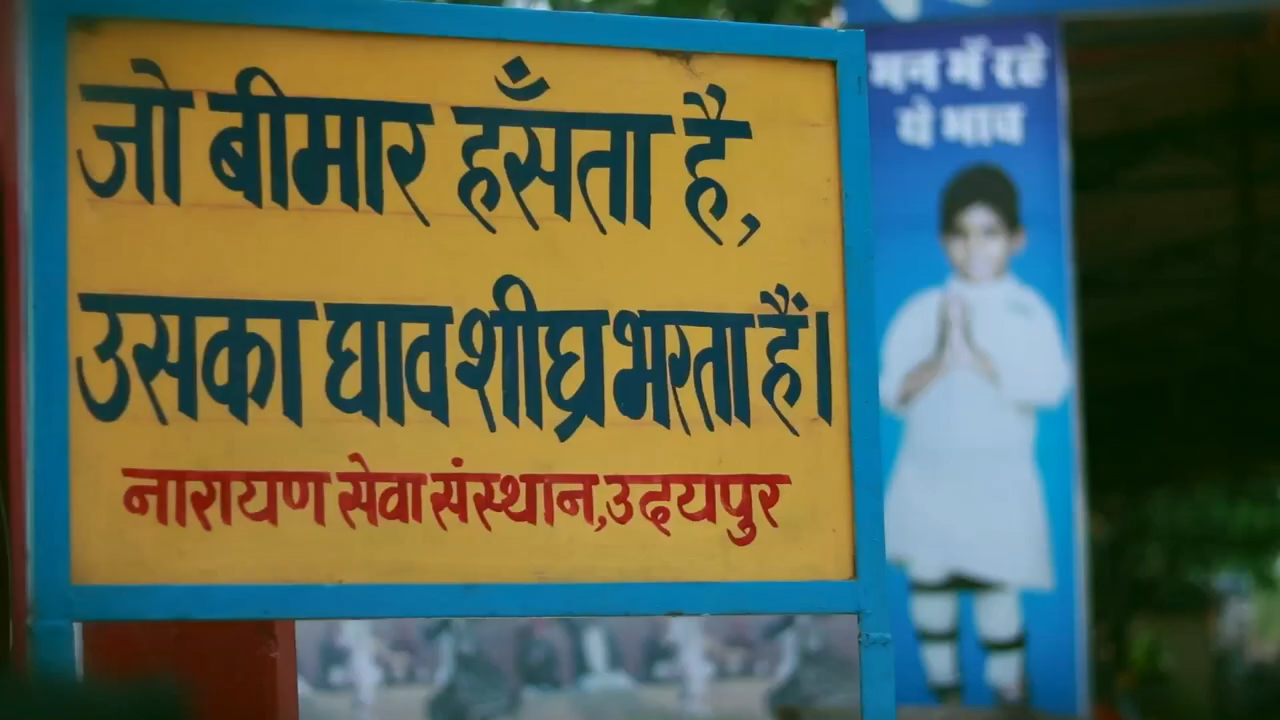 जो बीमार हँसता है,
उसका घाव शीघ्र भरता हैं।
नारायण सेवा संस्थान,उदयपुर
मन में रहे
ये भाव